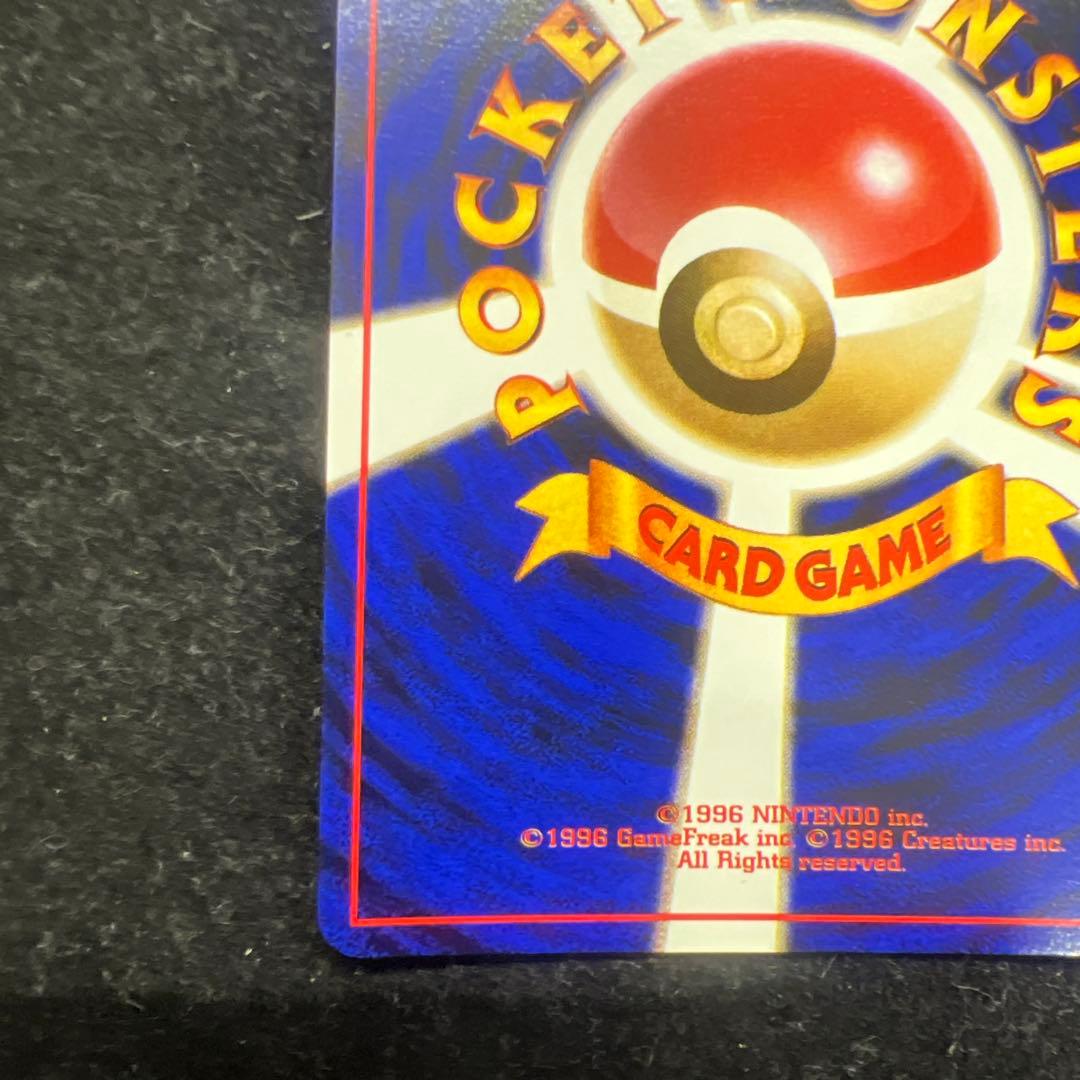 POCKET MONSTERS
CARD GAME
©1996 NINTENDO inc.
©1996 GameFreak inc. ©1996 Creatures inc.
All Rights reserved.